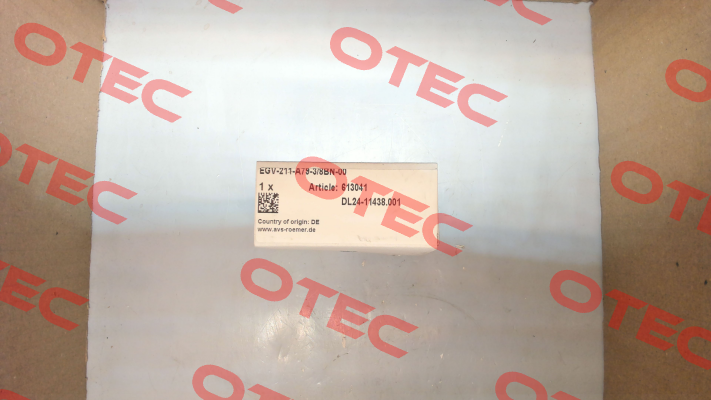 OTEC
OTEC
OTEC
OTEC
EGV-211-A79-3/8BN-00
1 x
Article: 613041
DL24-11438.001
Country of origin: DE
www.avs-roemer.de
OTEC
OTEC
OTEC
OTEC
OTEC
OTEC